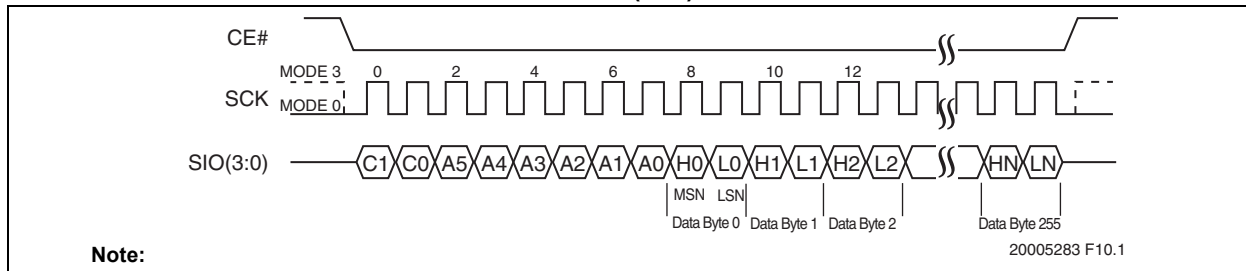 CE#
MODE 3 0 2 4 6 8 10 12
SCK MODE 0
SIO(3:0) C1 C0 A5 A4 A3 A2 A1 A0 H0 L0 H1 L1 H2 L2 HN LN
MSN LSN
Data Byte 0 Data Byte 1 Data Byte 2 Data Byte 255
Note: 20005283 F10.1